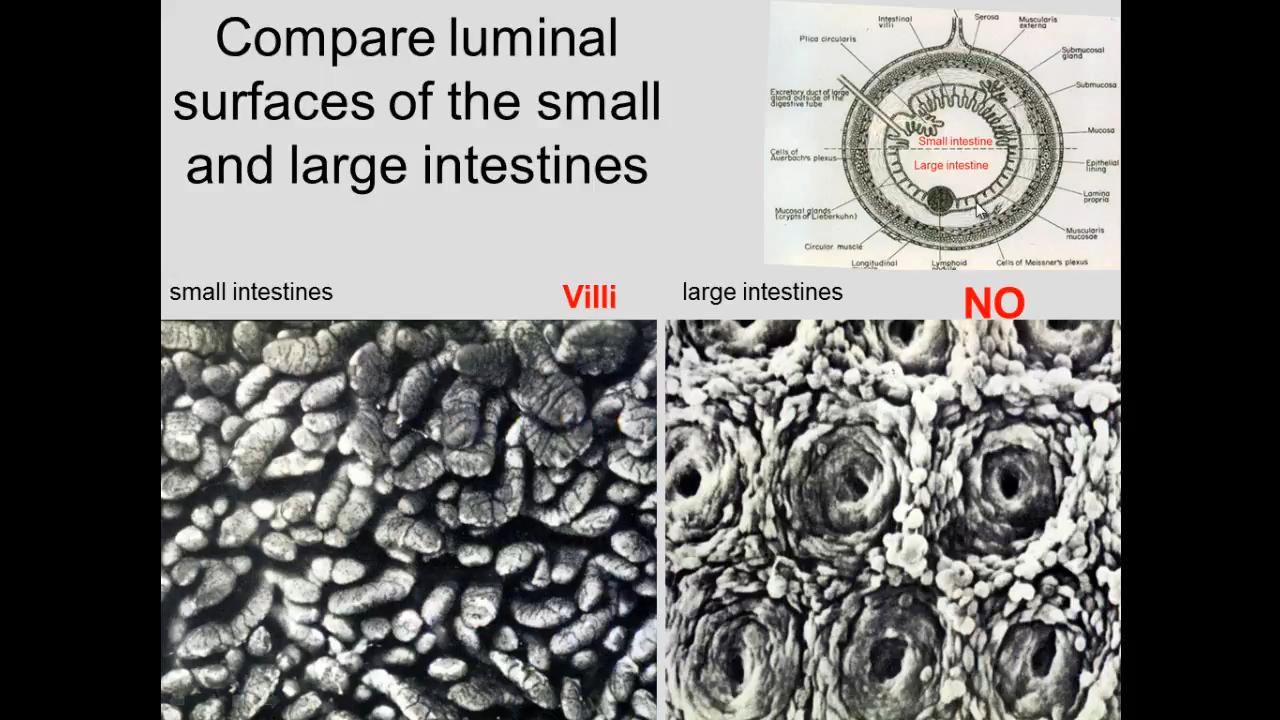 Compare luminal
surfaces of the small
and large intestines
Intestinal
villi
Serosa
Muscularis
externa
Plica circularis
Submucosal
gland
Excretory duct of large
gland outside of the
digestive tube
Submucosa
Mucosa
Small intestine
Cells of
Auerbach's plexus
Large intestine
Epithelial
lining
Lamina
propria
Mucosal glands
(crypts of Lieberkuhn)
Muscularis
mucosae
Circular muscle
Longitudinal
Lymphoid
Cells of Meissner's plexus
small intestines
Villi
large intestines
NO